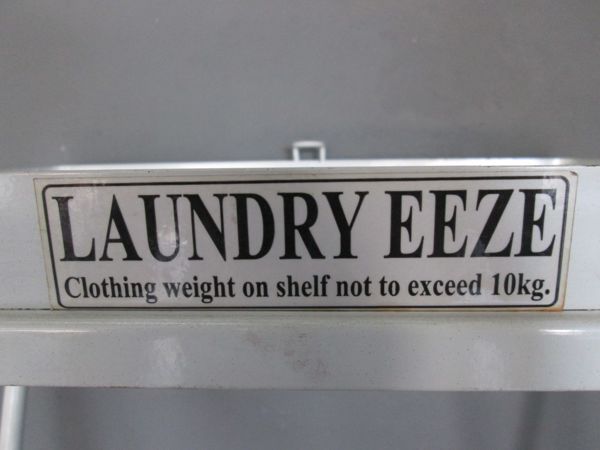 LAUNDRY EEZE
Clothing weight on shelf not to exceed 10kg.